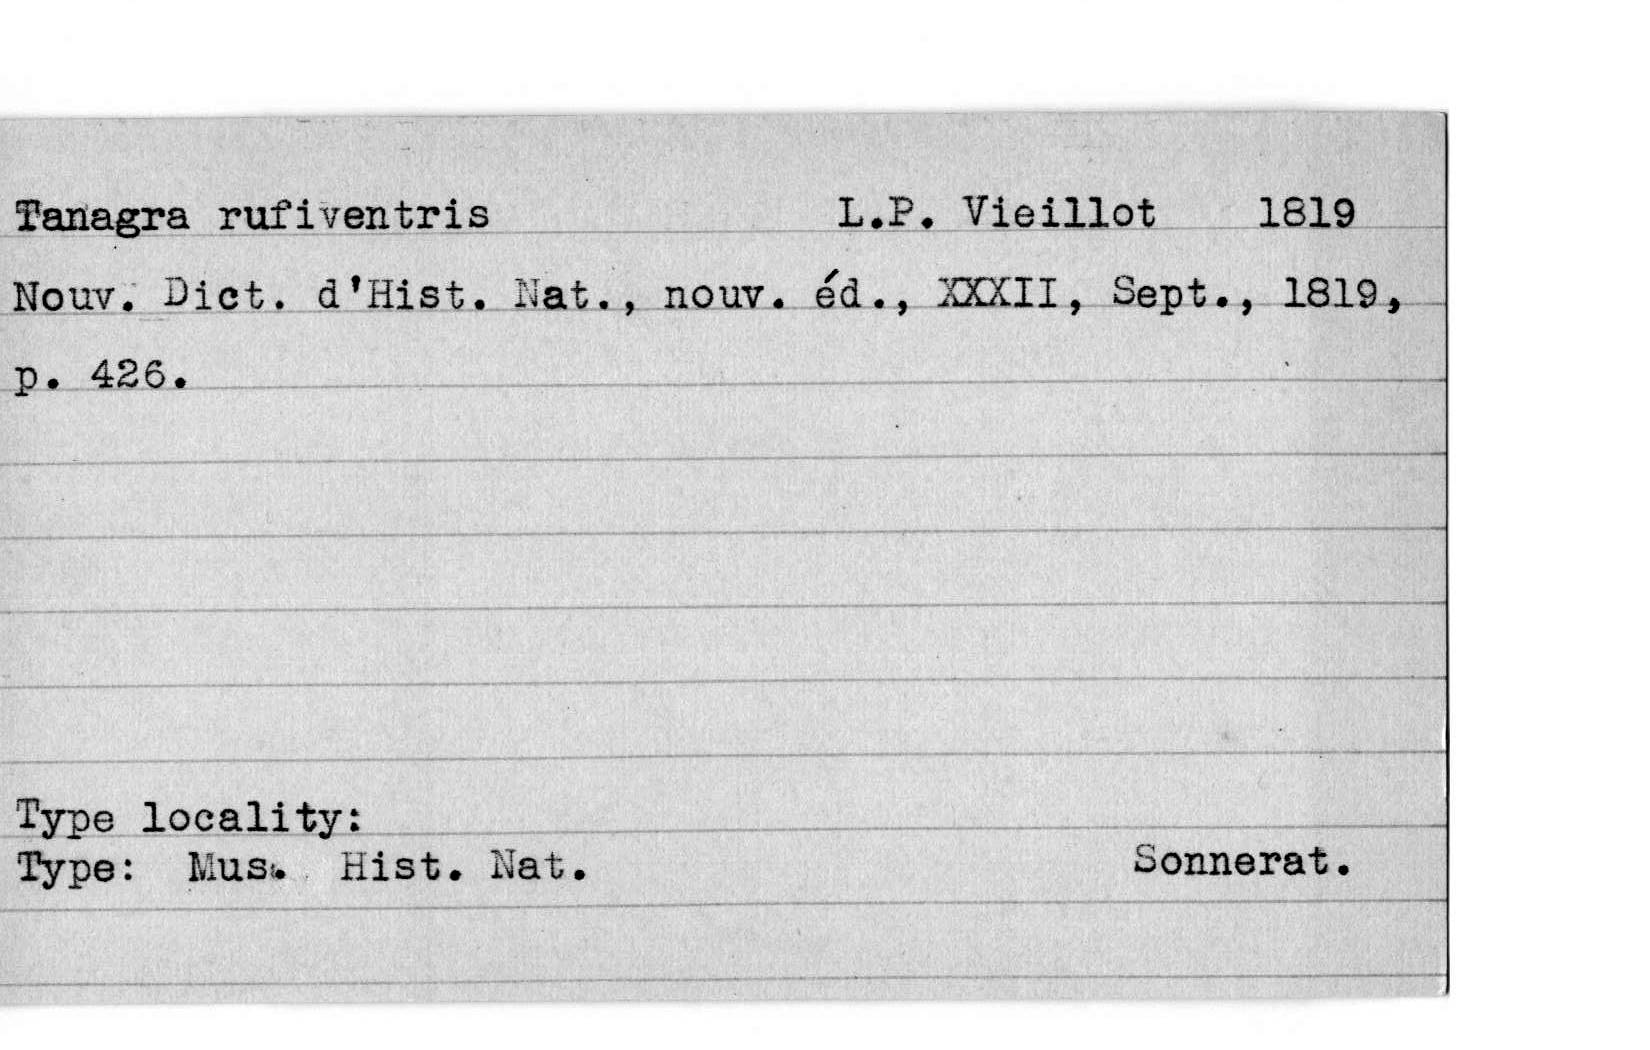 Tanagra rufiventris L.P. Vieillot 1819
Nouv. Dict. d'Hist. Nat., nouv. éd., XXXII, Sept., 1819,
p. 426.
Type locality:
Type: Mus. Hist. Nat. Sonnerat.